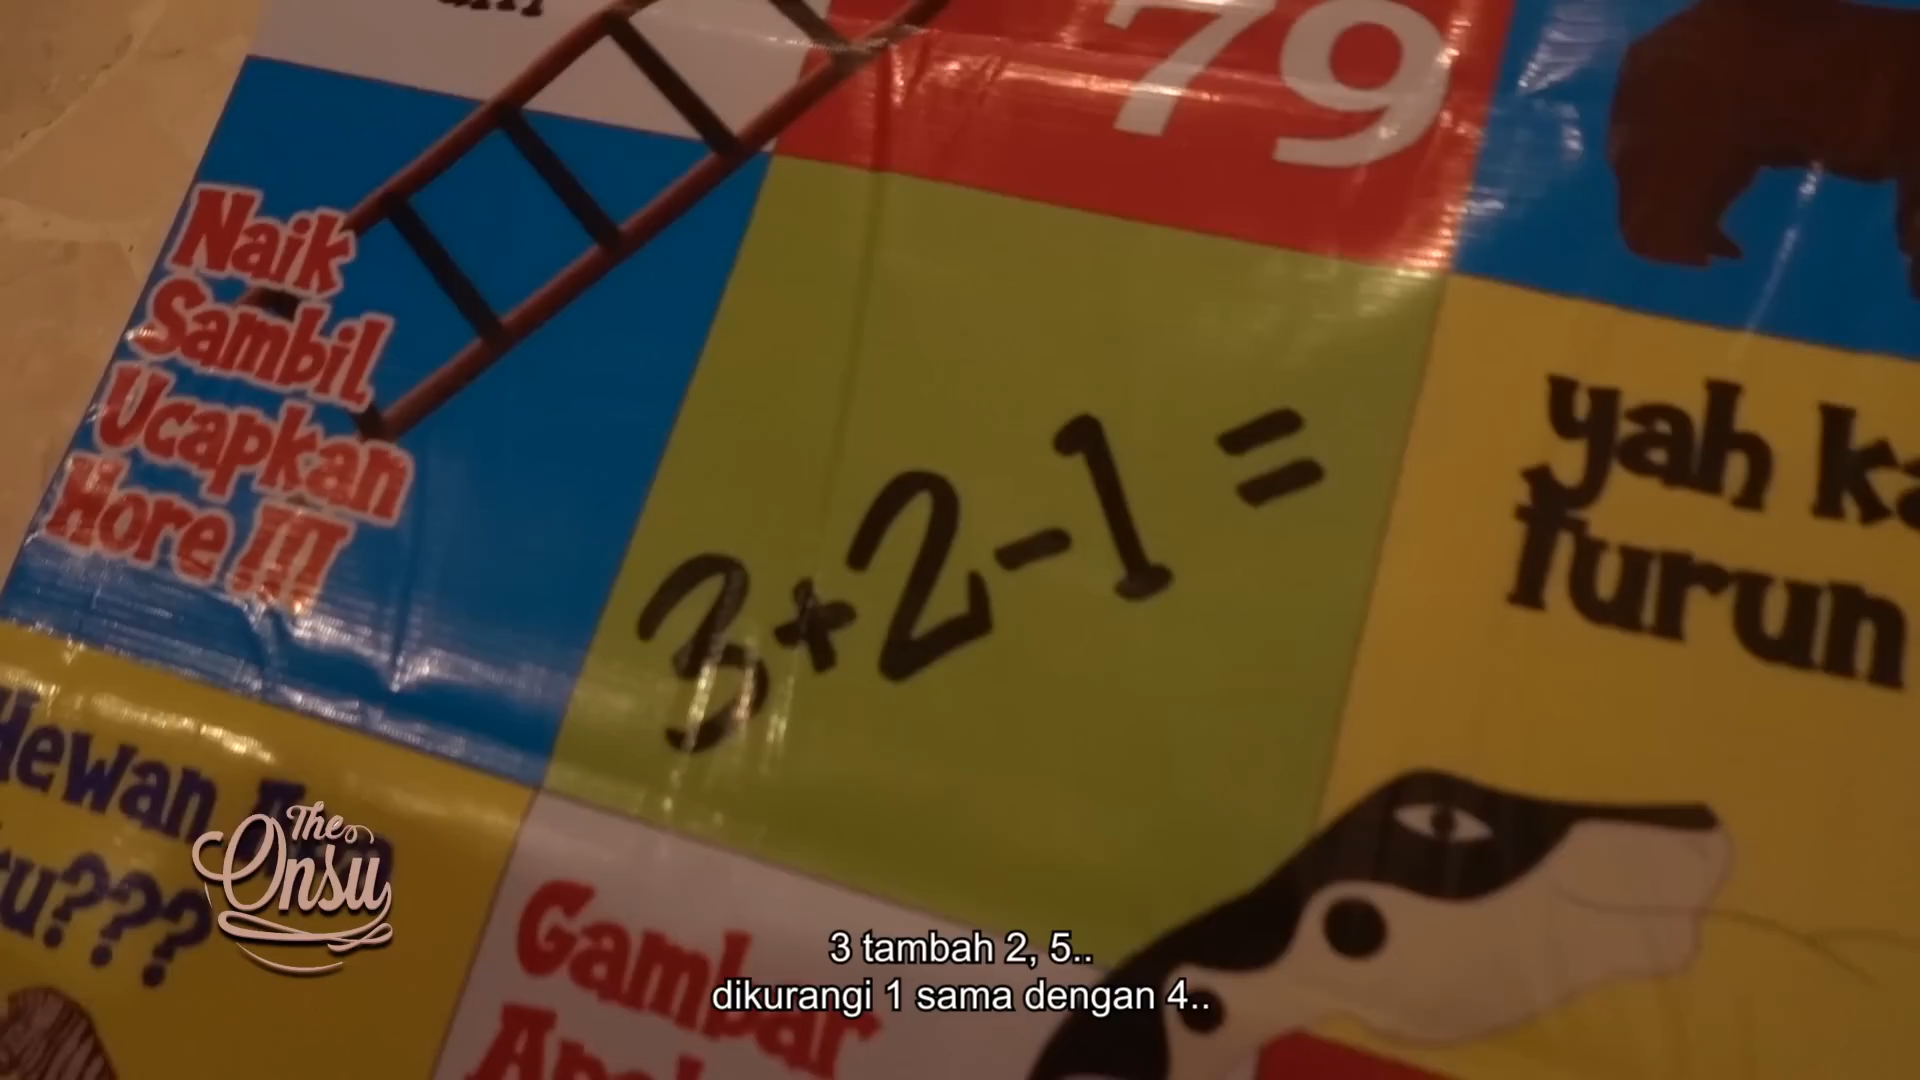 79
Naik
Sambil
Ucapkan
Hore !!!
3+2-1 =
yah
turun
Hewan
???
The
Onsu
Gambar
3 tambah 2, 5..
dikurangi 1 sama dengan 4..